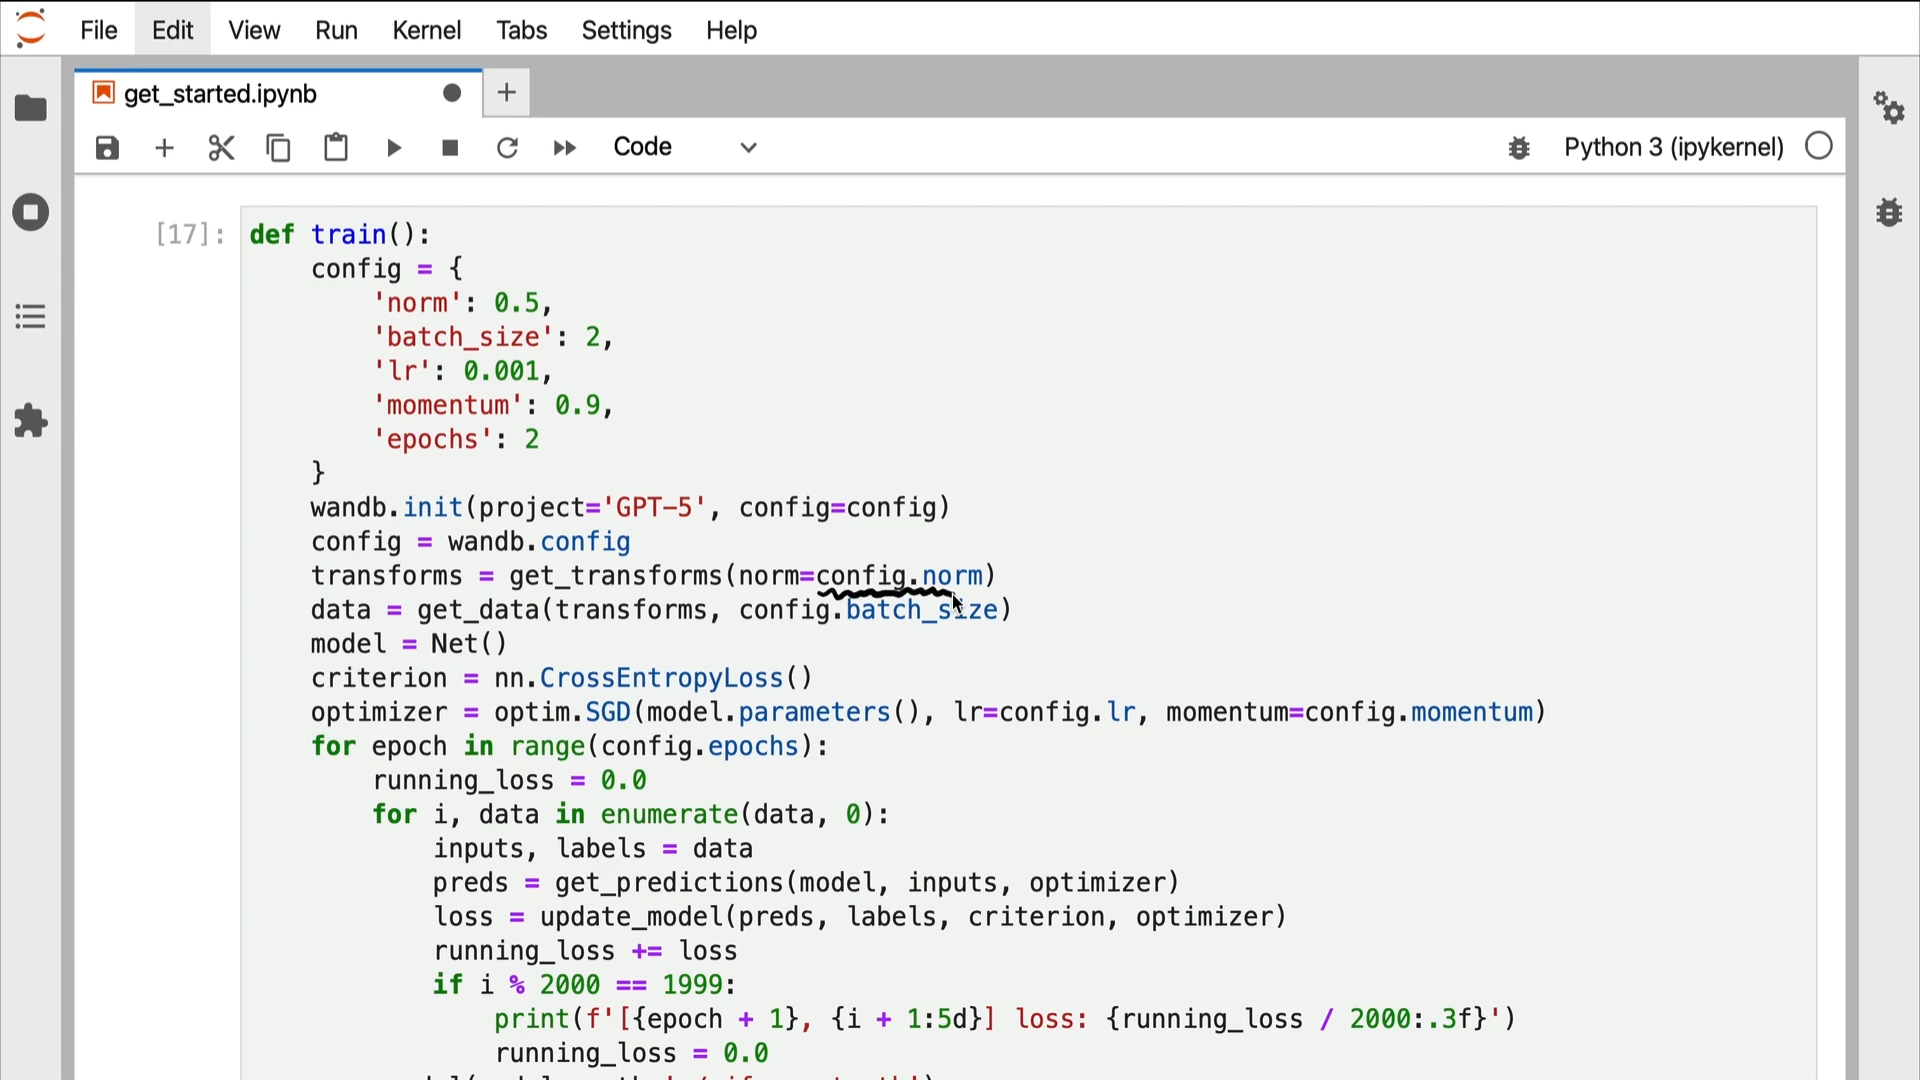 File Edit View Run Kernel Tabs Settings Help
get_started.ipynb
Code Python 3 (ipykernel)
[17]: def train():
    config = {
        'norm': 0.5,
        'batch_size': 2,
        'lr': 0.001,
        'momentum': 0.9,
        'epochs': 2
    }
    wandb.init(project='GPT-5', config=config)
    config = wandb.config
    transforms = get_transforms(norm=config.norm)
    data = get_data(transforms, config.batch_size)
    model = Net()
    criterion = nn.CrossEntropyLoss()
    optimizer = optim.SGD(model.parameters(), lr=config.lr, momentum=config.momentum)
    for epoch in range(config.epochs):
        running_loss = 0.0
        for i, data in enumerate(data, 0):
            inputs, labels = data
            preds = get_predictions(model, inputs, optimizer)
            loss = update_model(preds, labels, criterion, optimizer)
            running_loss += loss
            if i % 2000 == 1999:
                print(f'[{epoch + 1}, {i + 1:5d}] loss: {running_loss / 2000:.3f}')
                running_loss = 0.0